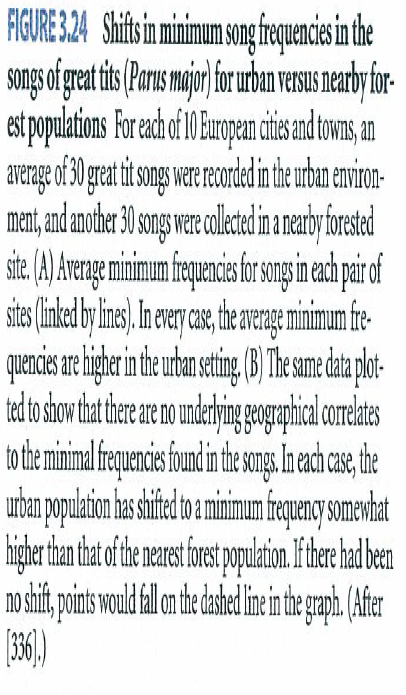 FIGURE 3.24 Shifts in minimum song frequencies in the
songs of great tits (Parus major) for urban versus nearby for-
est populations For each of 10 European cities and towns, an
average of 30 great tit songs were recorded in the urban environ-
ment, and another 30 songs were collected in a nearby forested
site. (A) Average minimum frequencies for songs in each pair of
sites (linked by lines). In every case, the average minimum fre-
quencies are higher in the urban setting. (B) The same data plot-
ted to show that there are no underlying geographical correlates
to the minimal frequencies found in the songs. In each case, the
urban population has shifted to a minimum frequency somewhat
higher than that of the nearest forest population. If there had been
no shift, points would fall on the dashed line in the graph. (After
[336].)